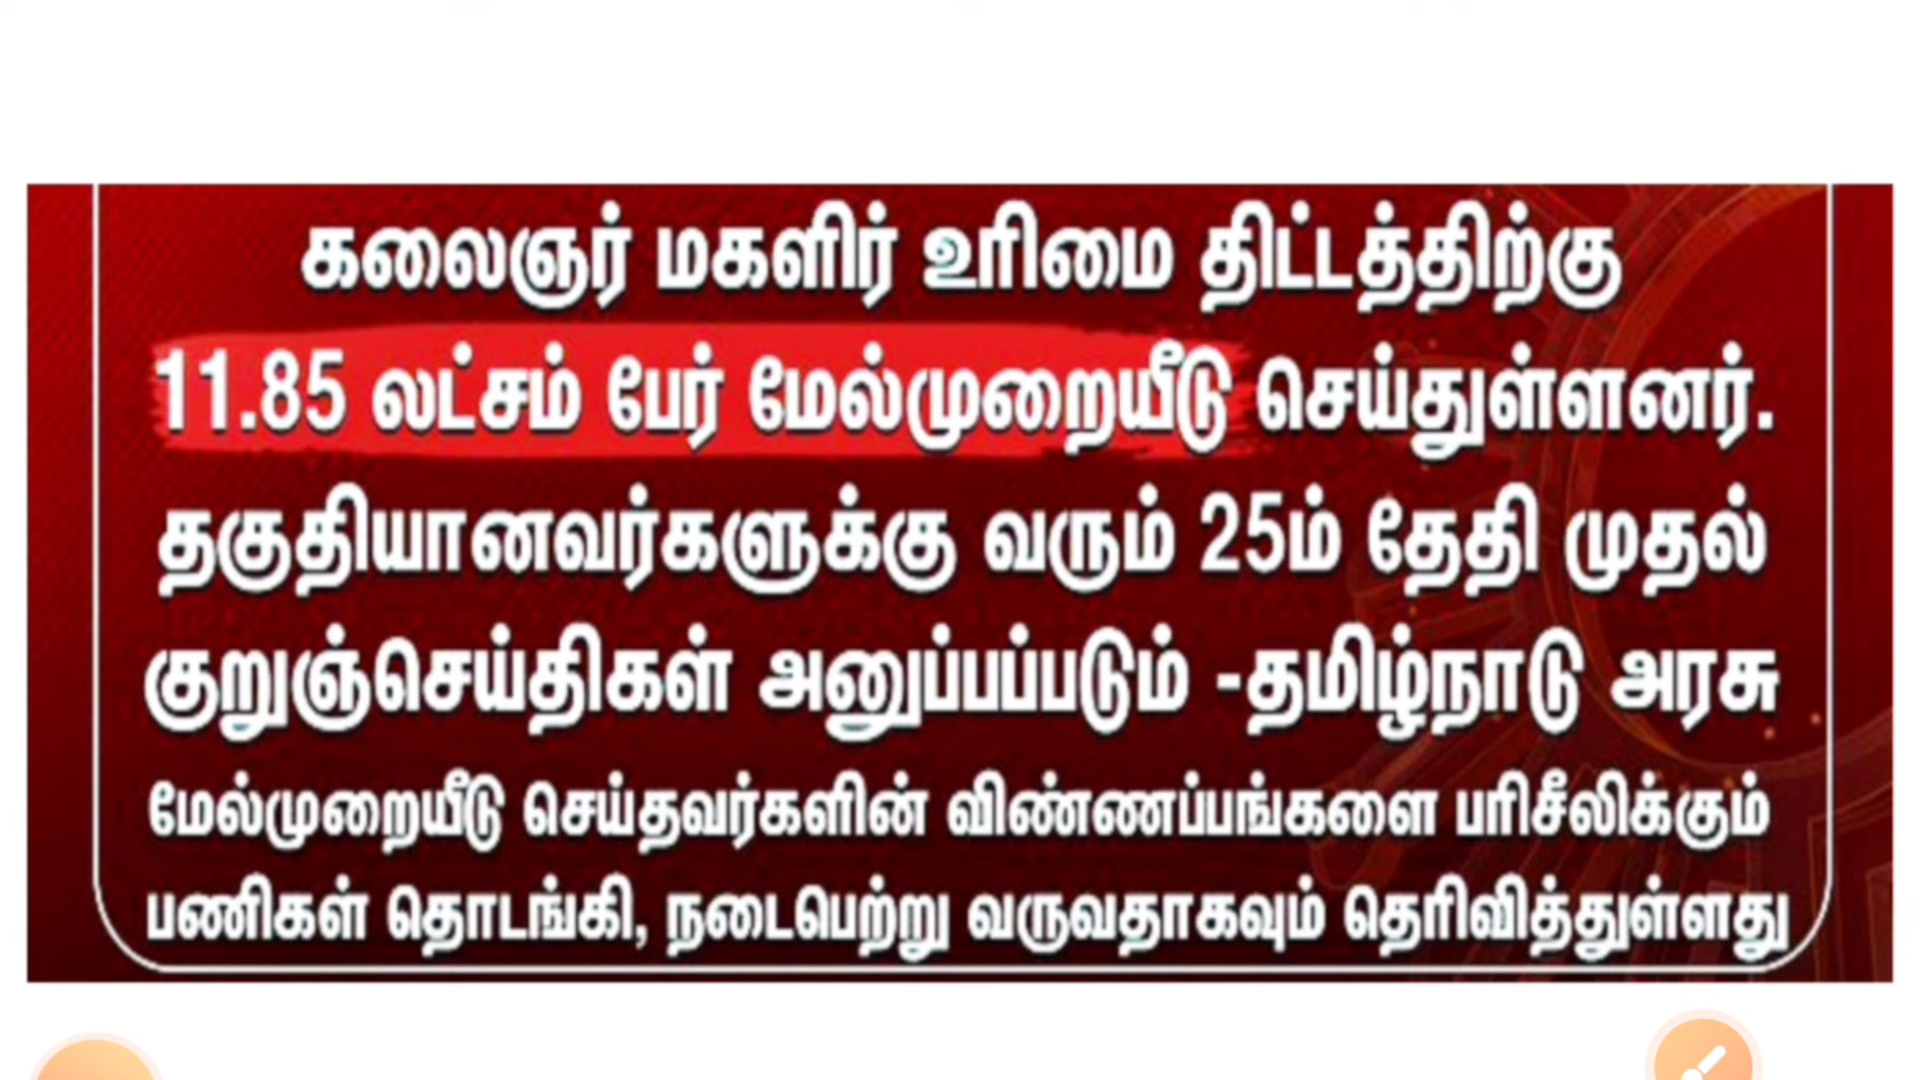 கலைஞர் மகளிர் உரிமை திட்டத்திற்கு
11.85 லட்சம் பேர் மேல்முறையீடு செய்துள்ளனர்.
தகுதியானவர்களுக்கு வரும் 25ம் தேதி முதல்
குறுஞ்செய்திகள் அனுப்பப்படும் -தமிழ்நாடு அரசு
மேல்முறையீடு செய்தவர்களின் விண்ணப்பங்களை பரிசீலிக்கும்
பணிகள் தொடங்கி, நடைபெற்று வருவதாகவும் தெரிவித்துள்ளது